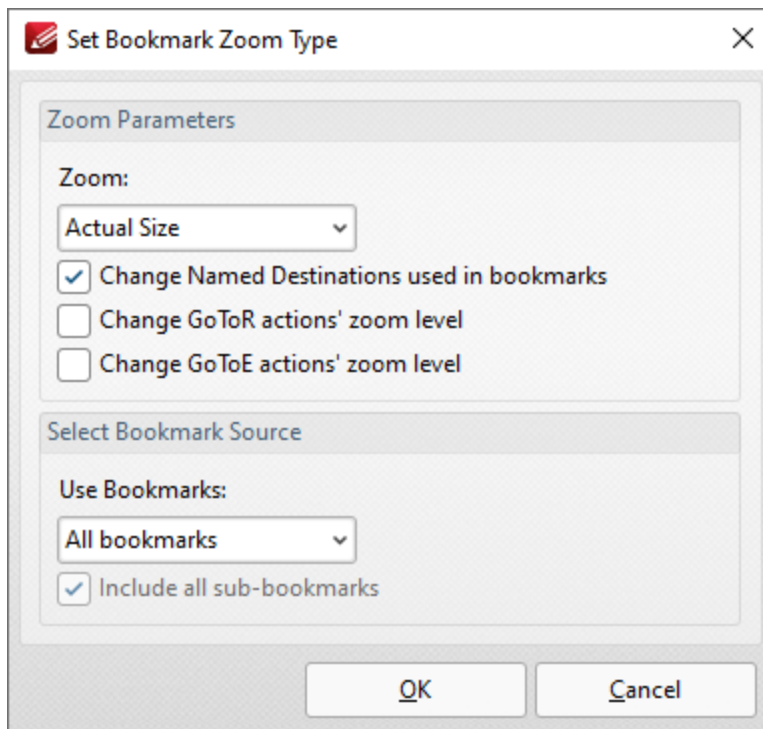 Set Bookmark Zoom Type
Zoom Parameters
Zoom:
Actual Size
Change Named Destinations used in bookmarks
Change GoToR actions' zoom level
Change GoToE actions' zoom level
Select Bookmark Source
Use Bookmarks:
All bookmarks
Include all sub-bookmarks
OK Cancel